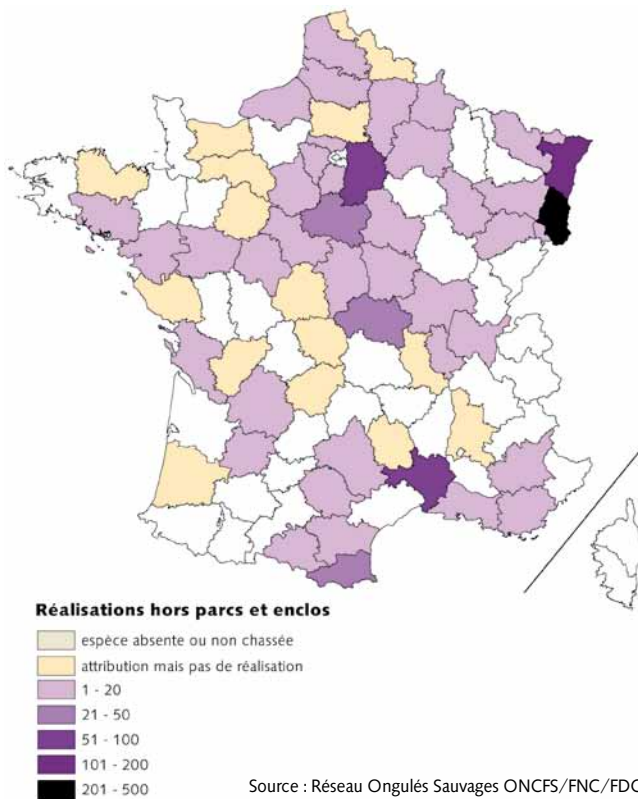 Réalisations hors parcs et enclos
espèce absente ou non chassée
attribution mais pas de réalisation
1 - 20
21 - 50
51 - 100
101 - 200
201 - 500
Source : Réseau Ongulés Sauvages ONCFS/FNC/FDC